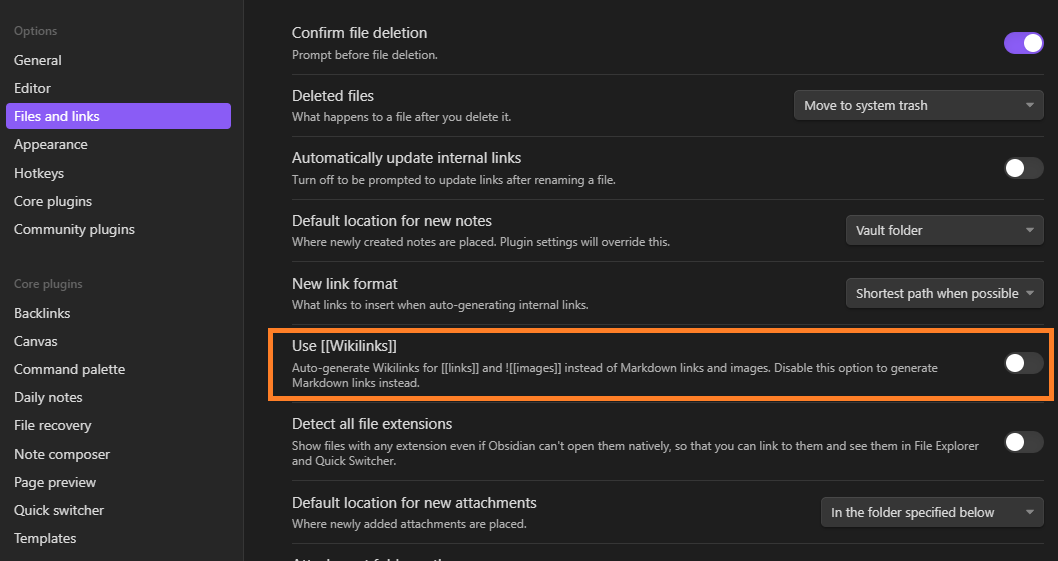 Options
General
Editor
Files and links
Appearance
Hotkeys
Core plugins
Community plugins
Core plugins
Backlinks
Canvas
Command palette
Daily notes
File recovery
Note composer
Page preview
Quick switcher
Templates
Confirm file deletion
Prompt before file deletion.
Deleted files
What happens to a file after you delete it.
Move to system trash
Automatically update internal links
Turn off to be prompted to update links after renaming a file.
Default location for new notes
Where newly created notes are placed. Plugin settings will override this.
Vault folder
New link format
What links to insert when auto-generating internal links.
Shortest path when possible
Use [[Wikilinks]]
Auto-generate Wikilinks for [[links]] and ![[images]] instead of Markdown links and images. Disable this option to generate
Markdown links instead.
Detect all file extensions
Show files with any extension even if Obsidian can't open them natively, so that you can link to them and see them in File Explorer
and Quick Switcher.
Default location for new attachments
Where newly added attachments are placed.
In the folder specified below